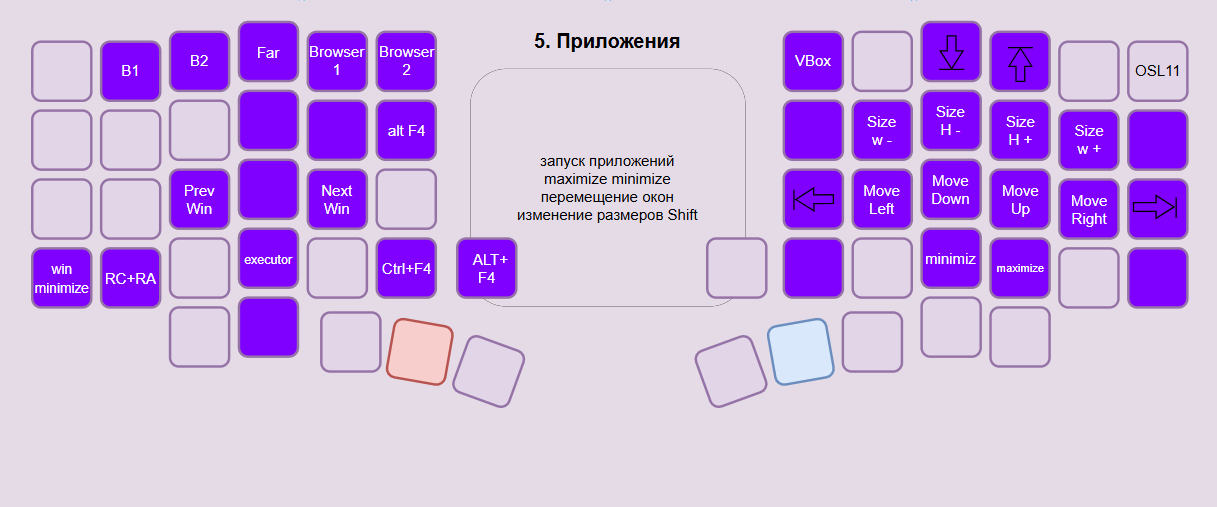 5. Приложения
B1
B2
Far
Browser
1
Browser
2
VBox
OSL11
alt F4
Size
w -
Size
H -
Size
H +
Size
w +
запуск приложений
maximize minimize
перемещение окон
изменение размеров Shift
Prev
Win
Next
Win
Move
Left
Move
Down
Move
Up
Move
Right
win
minimize
RC+RA
executor
Ctrl+F4
ALT+
F4
minimiz
maximize